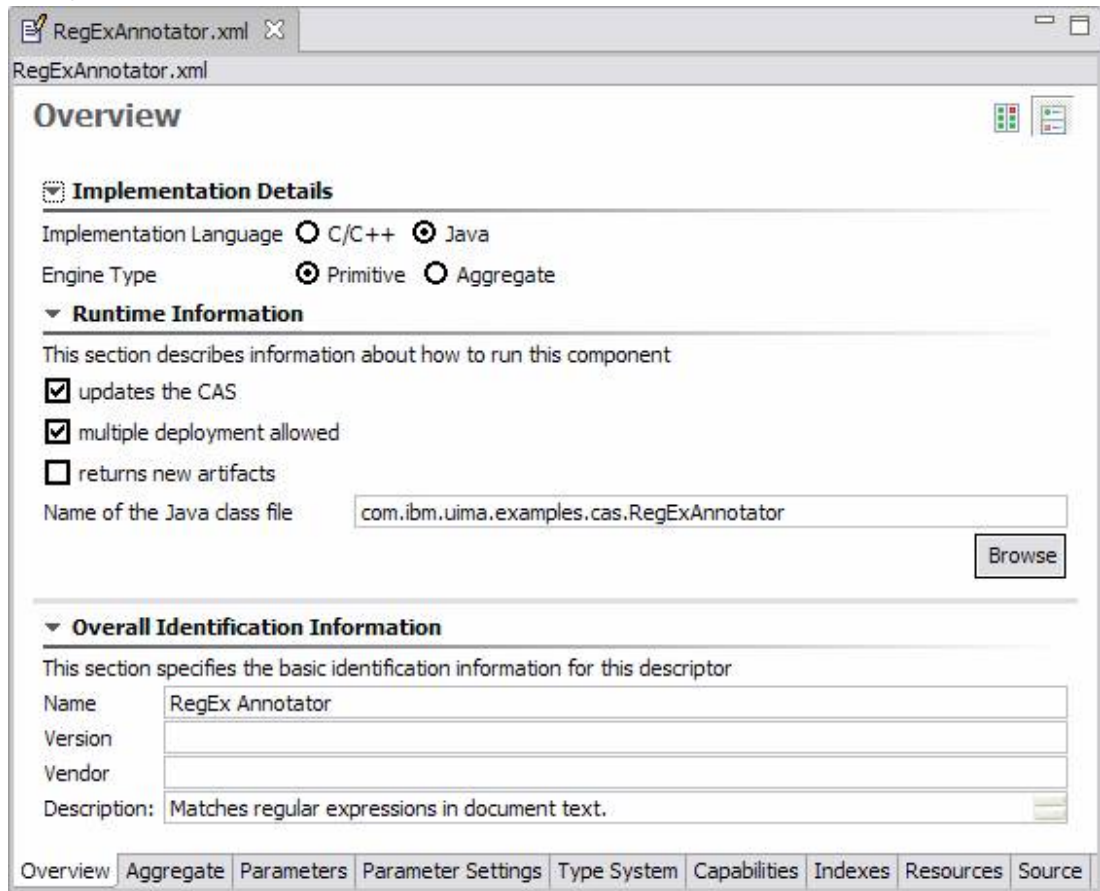 RegExAnnotator.xml
RegExAnnotator.xml
Overview
Implementation Details
Implementation Language C/C++ Java
Engine Type Primitive Aggregate
Runtime Information
This section describes information about how to run this component
updates the CAS
multiple deployment allowed
returns new artifacts
Name of the Java class file com.ibm.uima.examples.cas.RegExAnnotator
Browse
Overall Identification Information
This section specifies the basic identification information for this descriptor
Name RegEx Annotator
Version
Vendor
Description: Matches regular expressions in document text.
Overview Aggregate Parameters Parameter Settings Type System Capabilities Indexes Resources Source